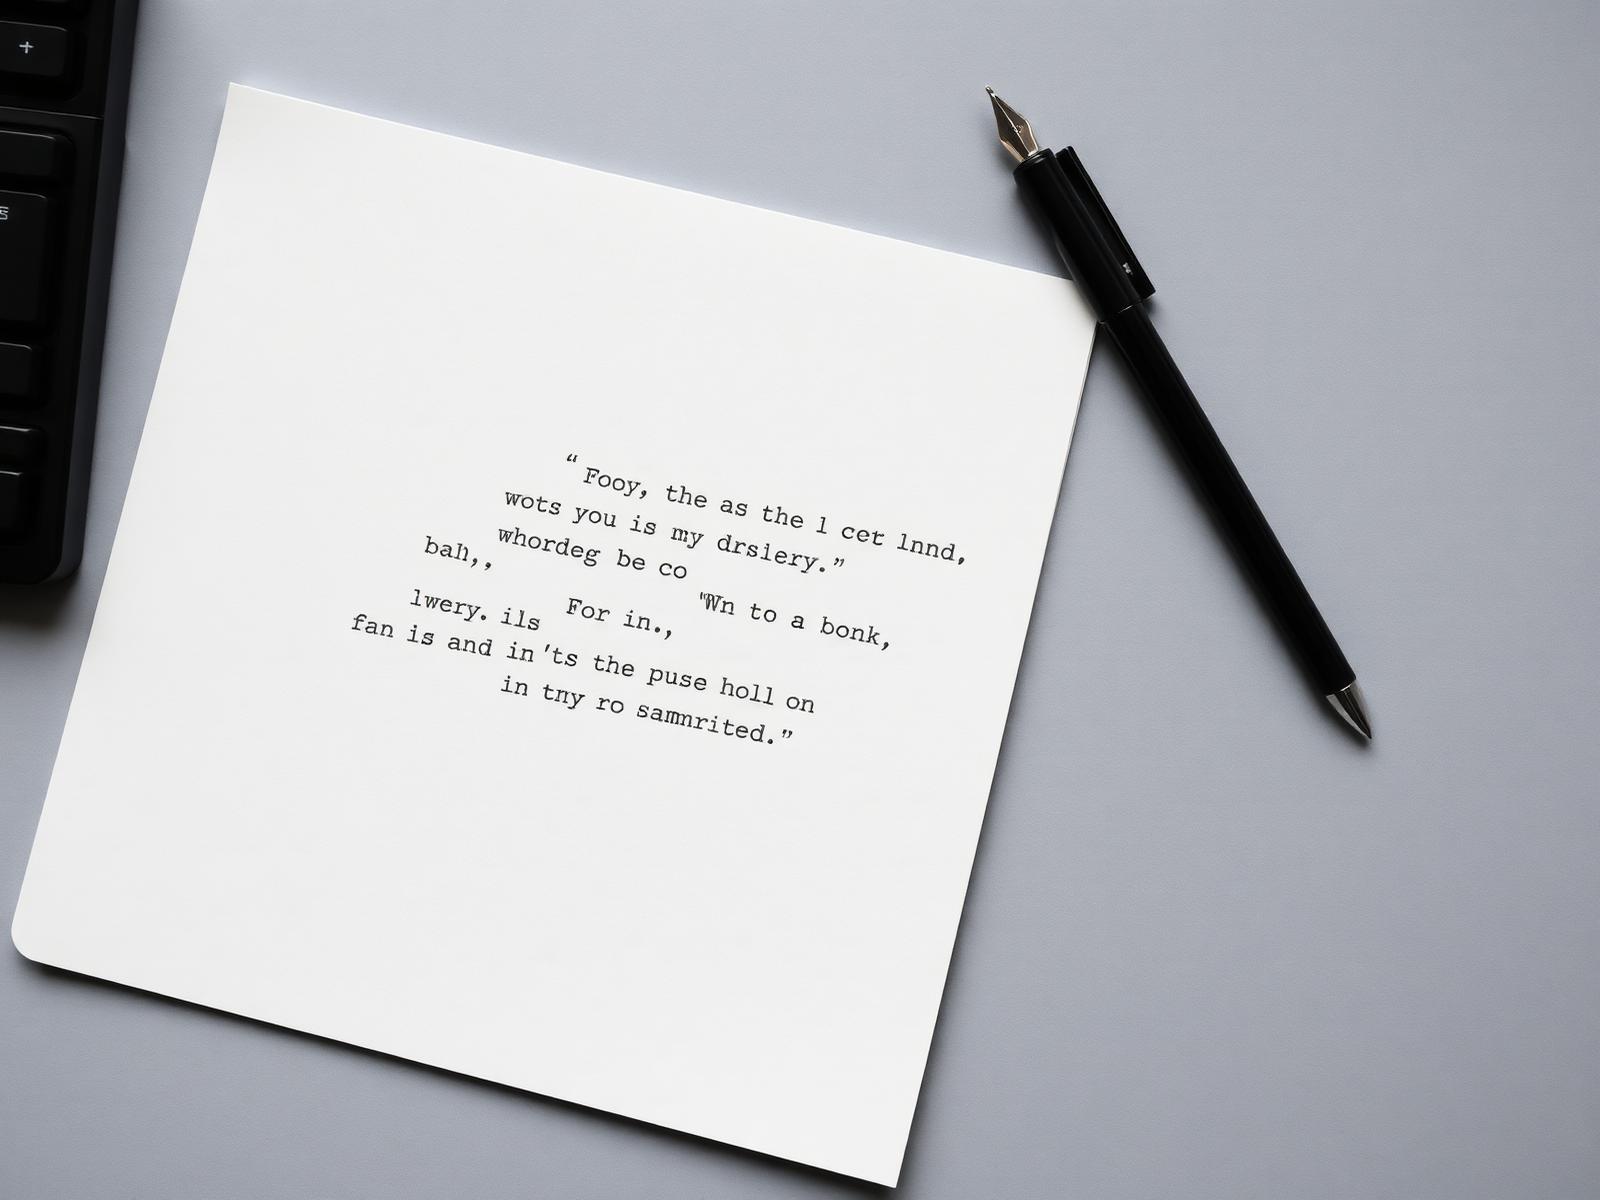 “ Fooy, the as the l cet lnnd,
wots you is my drsiery.”
bah,, whordeg be co
"Wn to a bonk,
lwery. ils For in.,
fan is and in 'ts the puse holl on
in tny ro samnrited.”
+